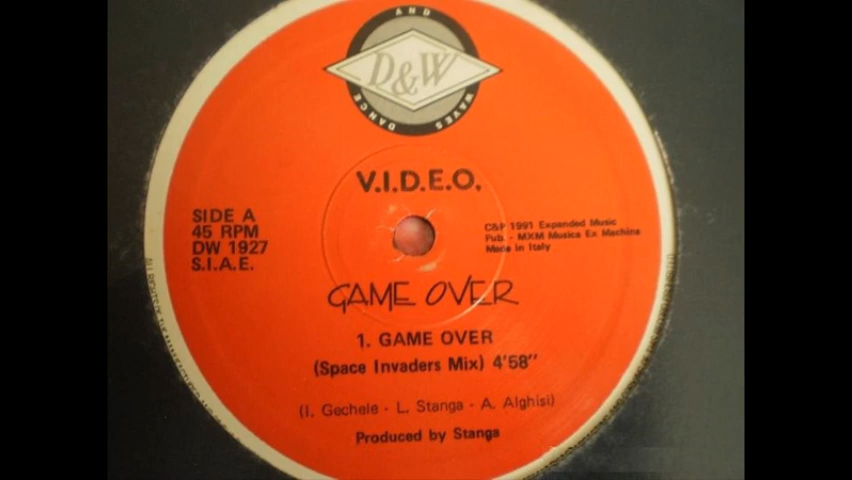 AND
D&W
DANCE
WAVES
V.I.D.E.O.
SIDE A
45 RPM
DW 1927
S.I.A.E.
C&P 1991 Expanded Music
Pub. - MXM Musica Ex Machina
Made in Italy
GAME OVER
1. GAME OVER
(Space Invaders Mix) 4'58"
(I. Gechele - L. Stanga - A. Alghisi)
Produced by Stanga